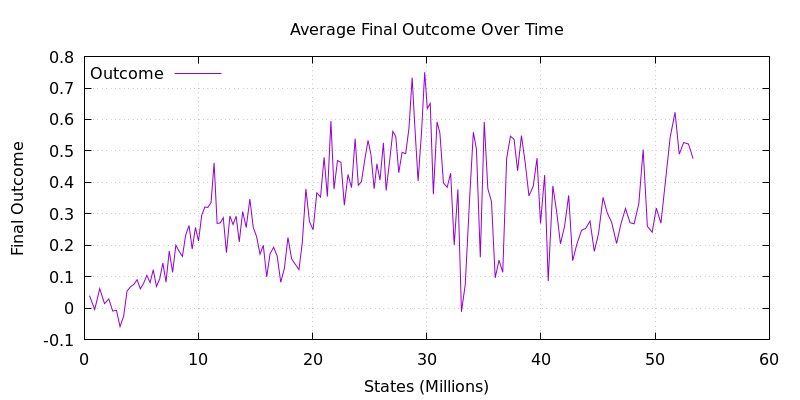 Average Final Outcome Over Time
Outcome
0.8
0.7
0.6
0.5
0.4
0.3
0.2
0.1
0
-0.1
Final Outcome
0 10 20 30 40 50 60
States (Millions)